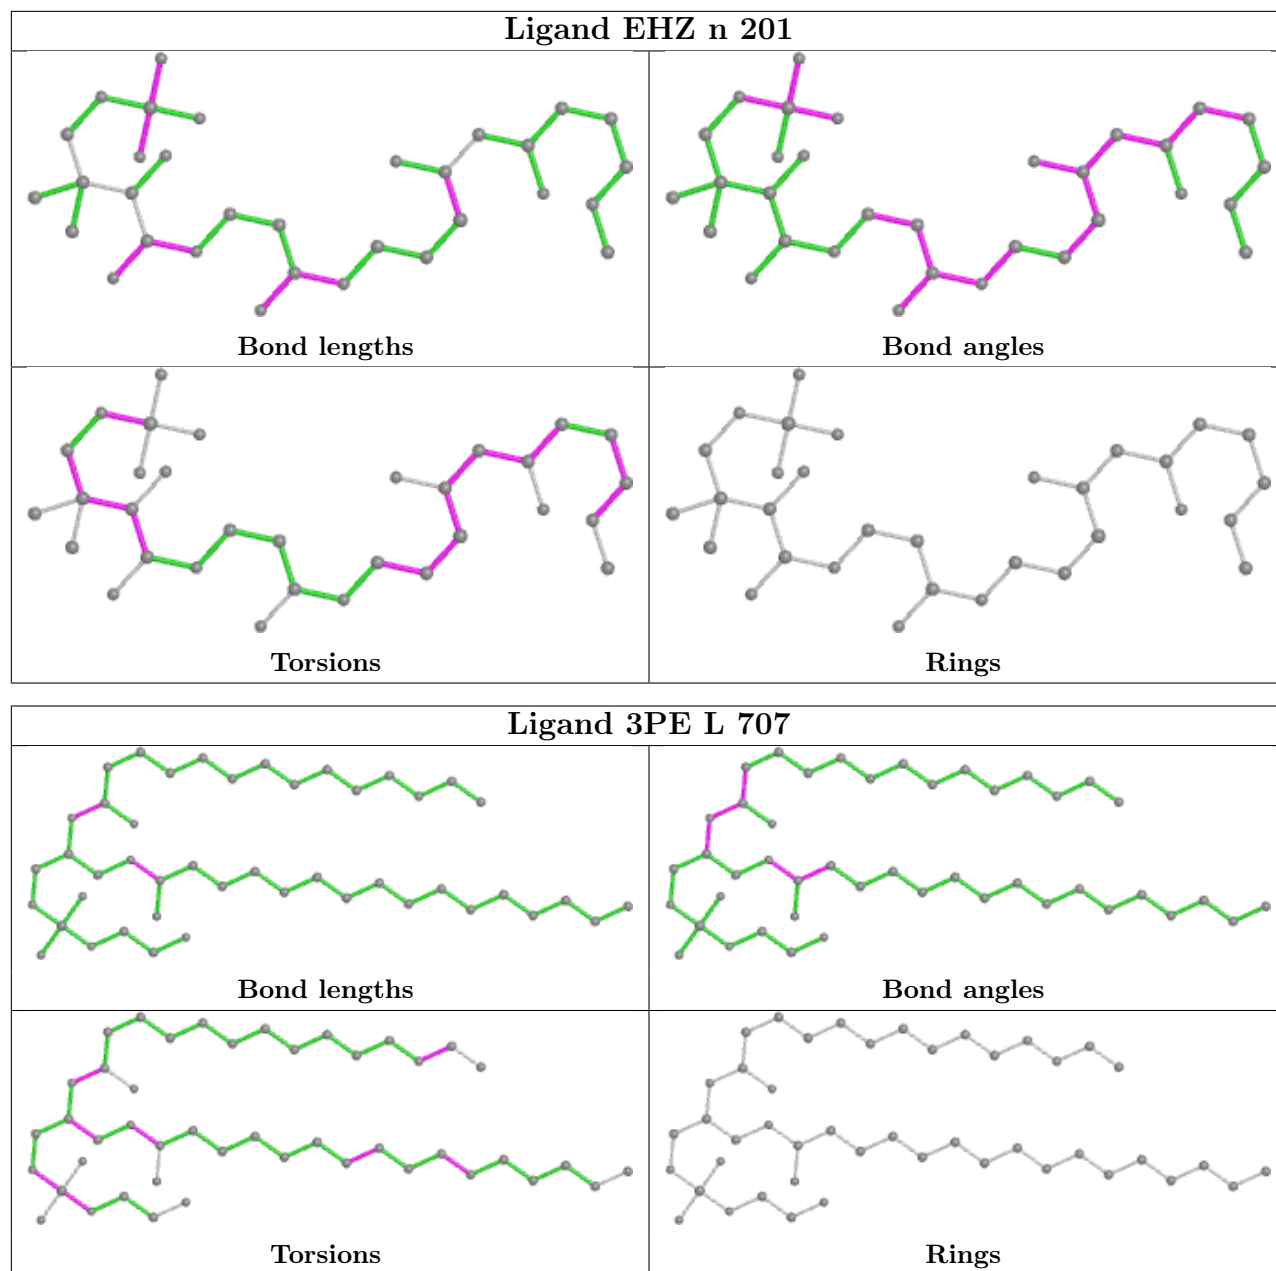 Ligand EHZ n 201
Bond lengths
Bond angles
Torsions
Rings
Ligand 3PE L 707
Bond lengths
Bond angles
Torsions
Rings